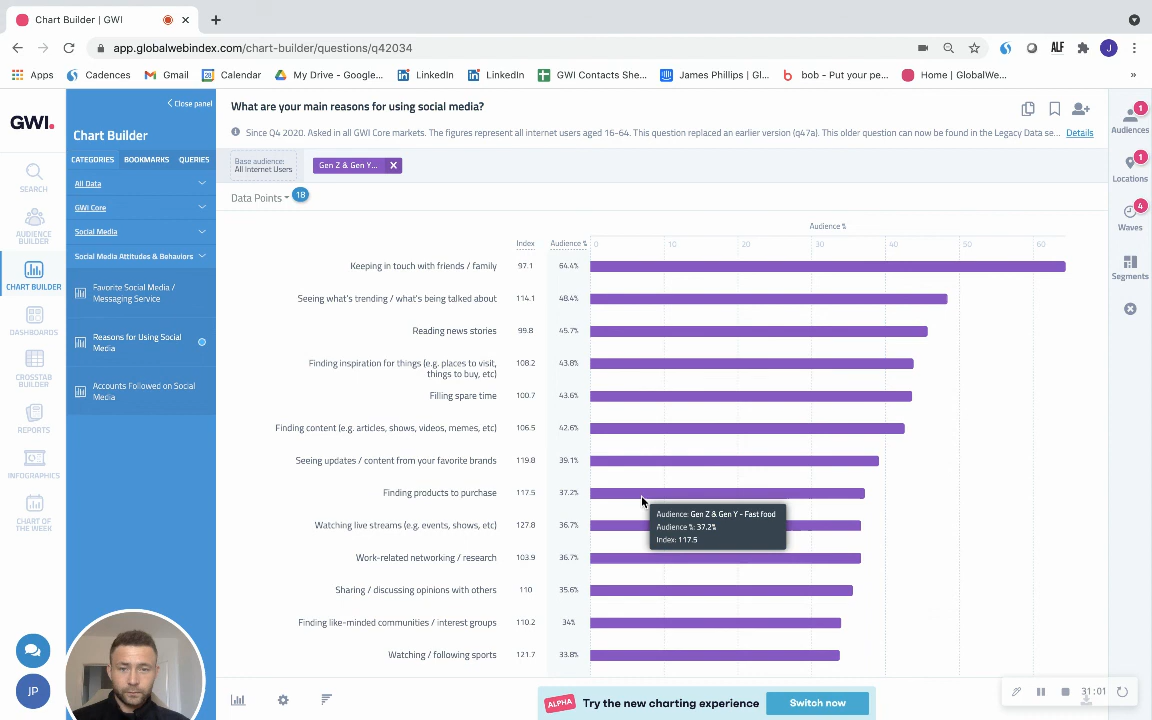 Chart Builder | GWI
app.globalwebindex.com/chart-builder/questions/q42034
ALF
J
Apps
Cadences
Gmail
Calendar
My Drive - Google...
LinkedIn
LinkedIn
GWI Contacts She...
James Phillips | Gl...
bob - Put your pe...
Home | GlobalWe...
»
GWI.
SEARCH
AUDIENCE BUILDER
CHART BUILDER
DASHBOARDS
CROSSTAB BUILDER
REPORTS
INFOGRAPHICS
CHART OF THE WEEK
JP
Close panel
Chart Builder
CATEGORIES
BOOKMARKS
QUERIES
All Data
GWI Core
Social Media
Social Media Attitudes & Behaviors
Favorite Social Media /
Messaging Service
Reasons for Using Social
Media
Accounts Followed on Social
Media
What are your main reasons for using social media?
Since Q4 2020. Asked in all GWI Core markets. The figures represent all internet users aged 16-64. This question replaced an earlier version (q47a). This older question can now be found in the Legacy Data se... Details
Base audience:
All Internet Users
Gen Z & Gen Y... X
Data Points 18
Audience %
Index Audience % 0 10 20 30 40 50 60
Keeping in touch with friends / family 97.1 64.4%
Seeing what's trending / what's being talked about 114.1 48.4%
Reading news stories 99.8 45.7%
Finding inspiration for things (e.g. places to visit,
things to buy, etc) 108.2 43.8%
Filling spare time 100.7 43.6%
Finding content (e.g. articles, shows, videos, memes, etc) 106.5 42.6%
Seeing updates / content from your favorite brands 119.8 39.1%
Finding products to purchase 117.5 37.2%
Audience: Gen Z & Gen Y - Fast food
Audience %: 37.2%
Index: 117.5
Watching live streams (e.g. events, shows, etc) 127.8 36.7%
Work-related networking / research 103.9 36.7%
Sharing / discussing opinions with others 110 35.6%
Finding like-minded communities / interest groups 110.2 34%
Watching / following sports 121.7 33.8%
ALPHA Try the new charting experience Switch now
1
Audiences
1
Locations
4
Waves
Segments
31:01